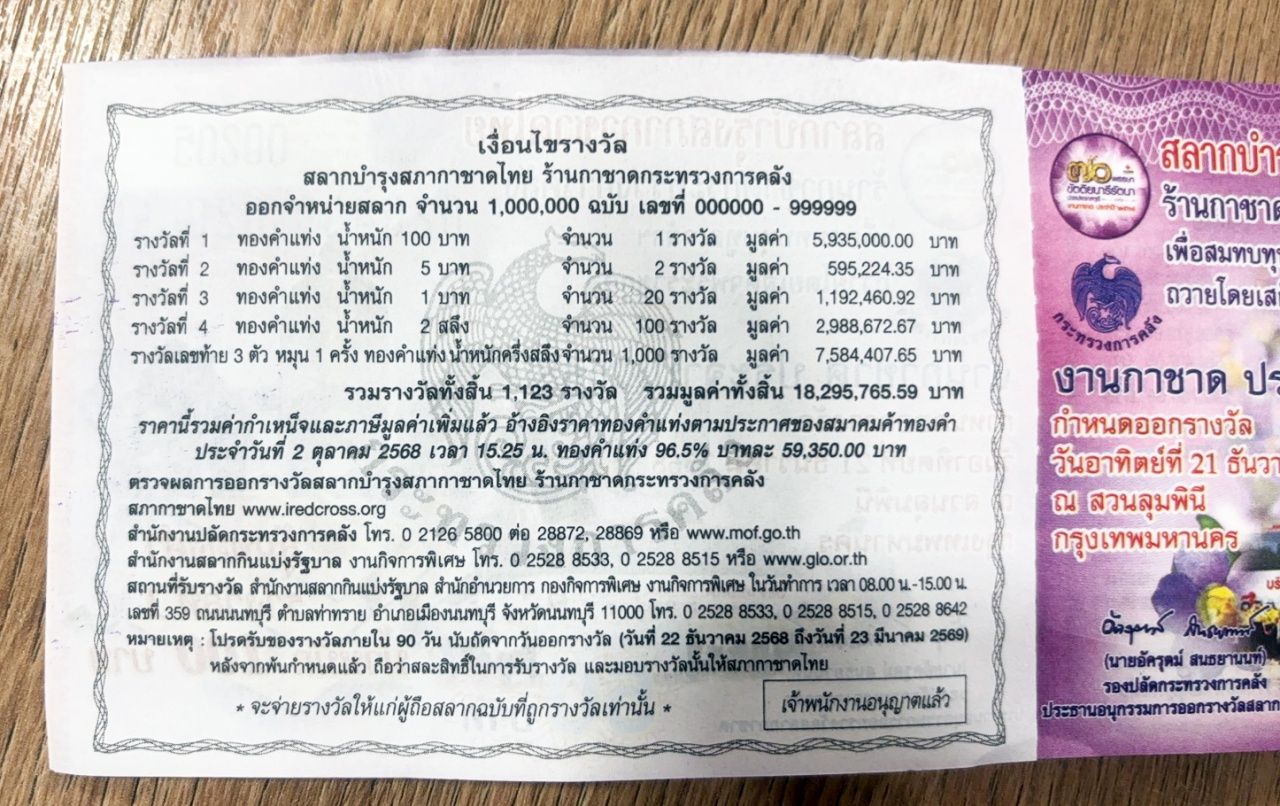 เงื่อนไขรางวัล
สลากบำรุงสภากาชาดไทย ร้านกาชาดกระทรวงการคลัง
ออกจำหน่ายสลาก จำนวน 1,000,000 ฉบับ เลขที่ 000000 - 999999
รางวัลที่ 1 ทองคำแท่ง น้ำหนัก 100 บาท จำนวน 1 รางวัล มูลค่า 5,935,000.00 บาท
รางวัลที่ 2 ทองคำแท่ง น้ำหนัก 5 บาท จำนวน 2 รางวัล มูลค่า 595,224.35 บาท
รางวัลที่ 3 ทองคำแท่ง น้ำหนัก 1 บาท จำนวน 20 รางวัล มูลค่า 1,192,460.92 บาท
รางวัลที่ 4 ทองคำแท่ง น้ำหนัก 2 สลึง จำนวน 100 รางวัล มูลค่า 2,988,672.67 บาท
รางวัลเลขท้าย 3 ตัว หมุน 1 ครั้ง ทองคำแท่ง น้ำหนักครึ่งสลึง จำนวน 1,000 รางวัล มูลค่า 7,584,407.65 บาท
รวมรางวัลทั้งสิ้น 1,123 รางวัล รวมมูลค่าทั้งสิ้น 18,295,765.59 บาท
ราคานี้รวมค่ากำเหน็จและภาษีมูลค่าเพิ่มแล้ว อ้างอิงราคาทองคำแท่งตามประกาศของสมาคมค้าทองคำ
ประจำวันที่ 2 ตุลาคม 2568 เวลา 15.25 น. ทองคำแท่ง 96.5% บาทละ 59,350.00 บาท
ตรวจผลการออกรางวัลสลากบำรุงสภากาชาดไทย ร้านกาชาดกระทรวงการคลัง
สภากาชาดไทย www.iredcross.org
สำนักงานปลัดกระทรวงการคลัง โทร. 0 2126 5800 ต่อ 28872, 28869 หรือ www.mof.go.th
สำนักงานสลากกินแบ่งรัฐบาล งานกิจการพิเศษ โทร. 0 2528 8533, 0 2528 8515 หรือ www.glo.or.th
สถานที่รับรางวัล สำนักงานสลากกินแบ่งรัฐบาล สำนักอำนวยการ กองกิจการพิเศษ งานกิจการพิเศษ ในวันทำการ เวลา 08.00 น.-15.00 น.
เลขที่ 359 ถนนนนทบุรี ตำบลท่าทราย อำเภอเมืองนนทบุรี จังหวัดนนทบุรี 11000 โทร. 0 2528 8533, 0 2528 8515, 0 2528 8642
หมายเหตุ : โปรดรับของรางวัลภายใน 90 วัน นับถัดจากวันออกรางวัล (วันที่ 22 ธันวาคม 2568 ถึงวันที่ 23 มีนาคม 2569)
หลังจากพ้นกำหนดแล้ว ถือว่าสละสิทธิ์ในการรับรางวัล และมอบรางวัลนั้นให้สภากาชาดไทย
* จะจ่ายรางวัลให้แก่ผู้ถือสลากฉบับที่ถูกรางวัลเท่านั้น *
เจ้าพนักงานอนุญาตแล้ว
กระทรวงการคลัง
สลากบำร
ร้านกาชาด
เพื่อสมทบทุ
ถวายโดยเส
กระทรวงการคลัง
งานกาชาด ปร
กำหนดออกรางวัล
วันอาทิตย์ที่ 21 ธันวา
ณ สวนลุมพินี
กรุงเทพมหานคร
(นายอัครุตม์ สนธยานนท์)
รองปลัดกระทรวงการคลัง
ประธานอนุกรรมการออกรางวัลสลาก